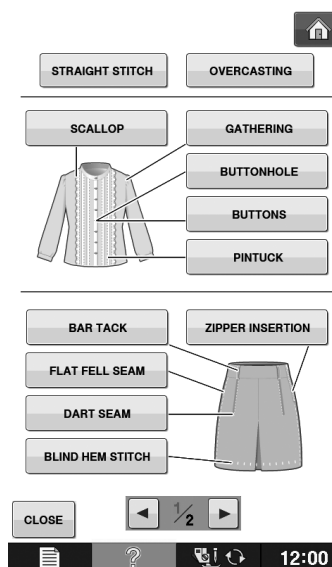 STRAIGHT STITCH OVERCASTING
SCALLOP GATHERING
BUTTONHOLE
BUTTONS
PINTUCK
BAR TACK ZIPPER INSERTION
FLAT FELL SEAM
DART SEAM
BLIND HEM STITCH
CLOSE 1/2
? 12:00